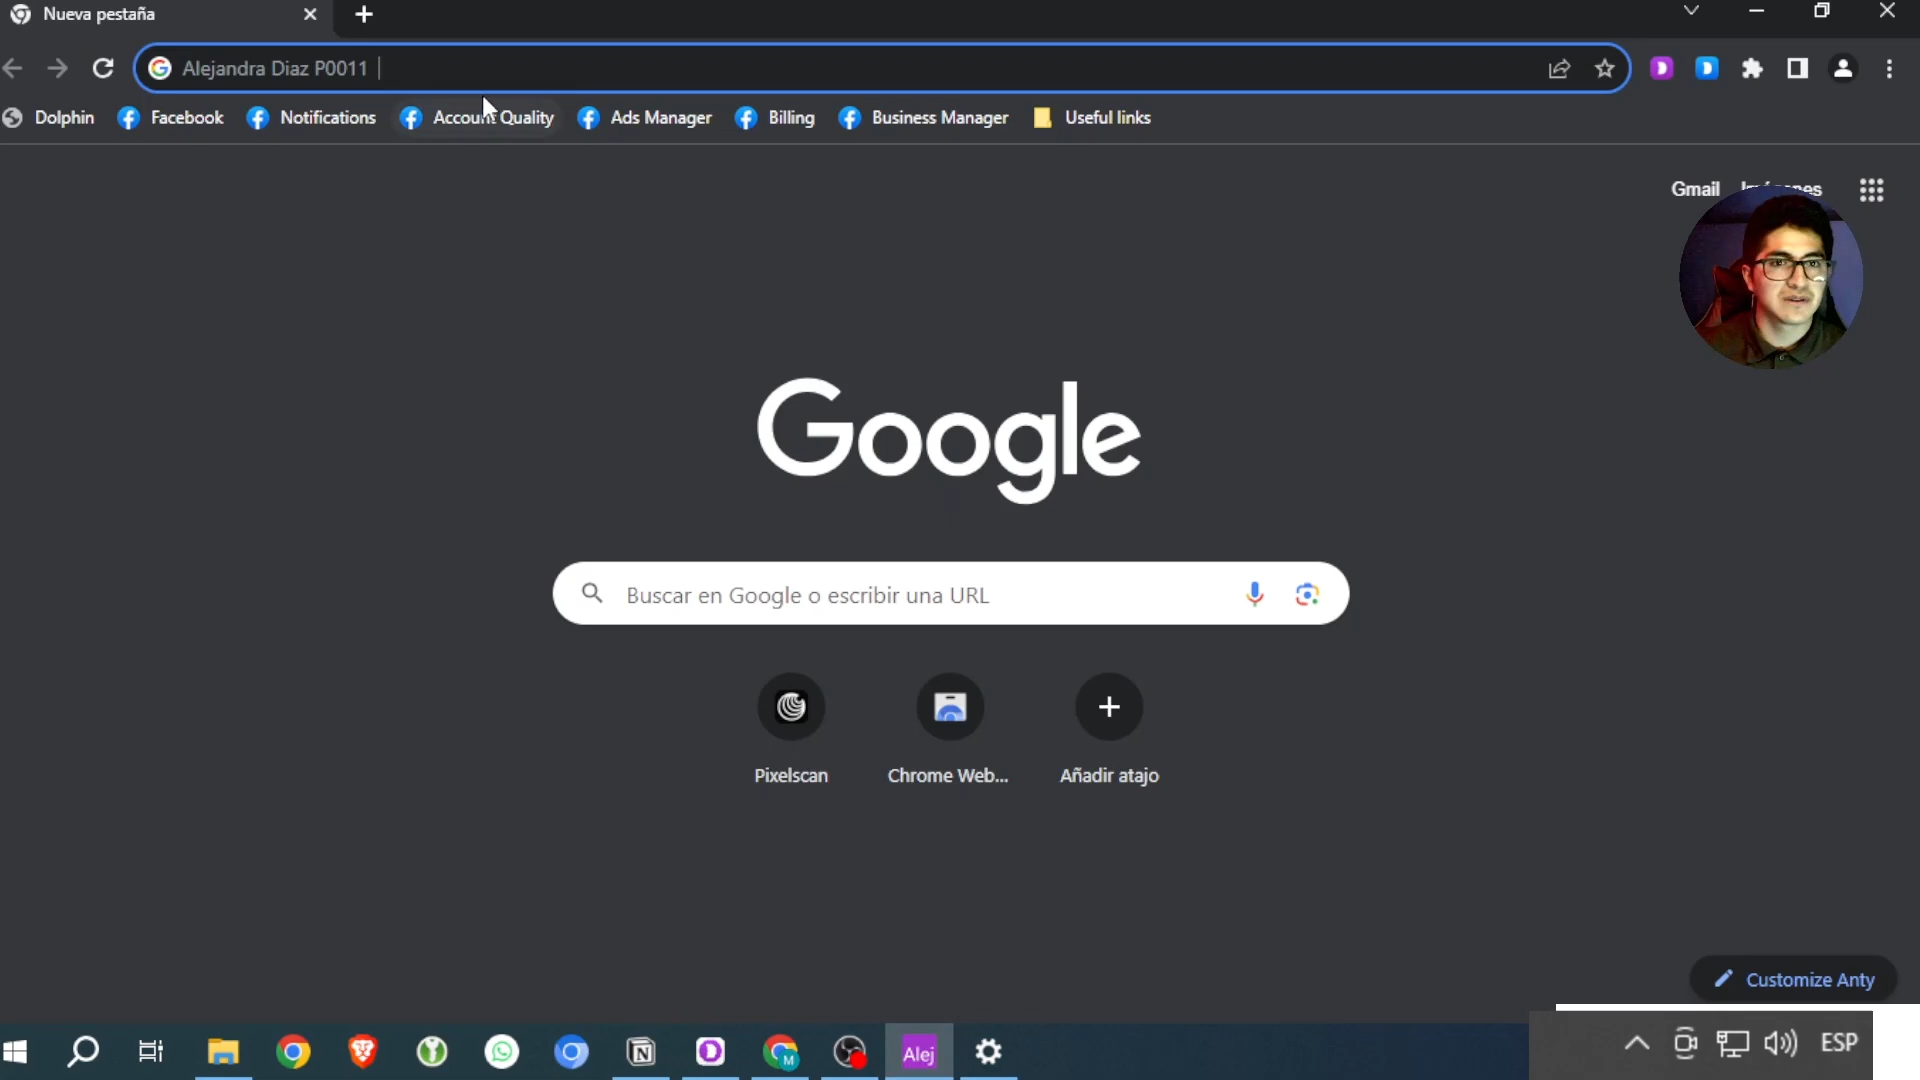 Nueva pestaña
Alejandra Diaz P0011
Dolphin Facebook Notifications Account Quality Ads Manager Billing Business Manager Useful links
Gmail
Google
Buscar en Google o escribir una URL
Pixelscan Chrome Web... Añadir atajo
Customize Anty
N M Alej ESP